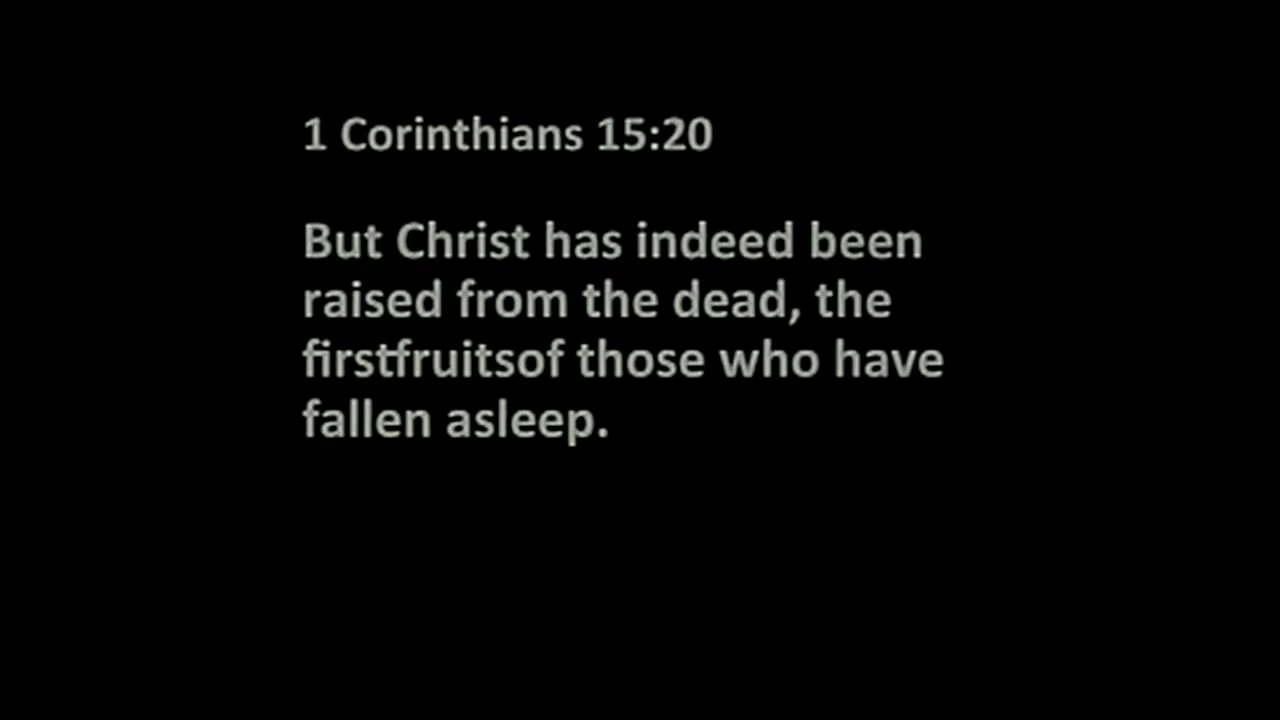 1 Corinthians 15:20
But Christ has indeed been
raised from the dead, the
firstfruitsof those who have
fallen asleep.